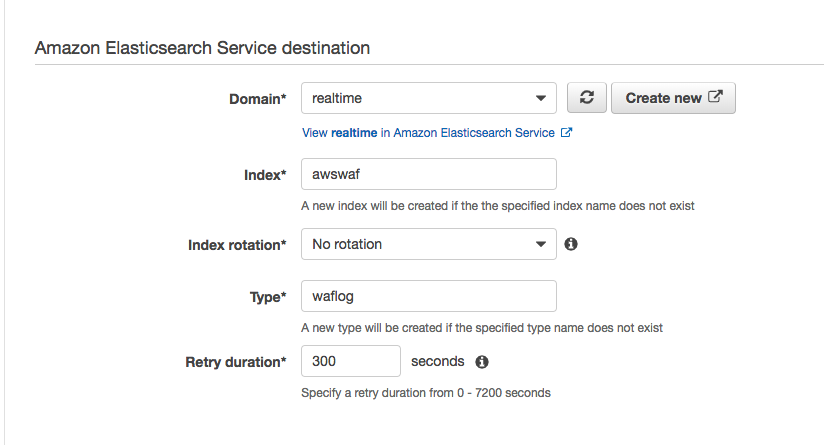 Amazon Elasticsearch Service destination
Domain* realtime Create new
View realtime in Amazon Elasticsearch Service
Index* awswaf
A new index will be created if the the specified index name does not exist
Index rotation* No rotation
Type* waflog
A new type will be created if the specified type name does not exist
Retry duration* 300 seconds
Specify a retry duration from 0 - 7200 seconds